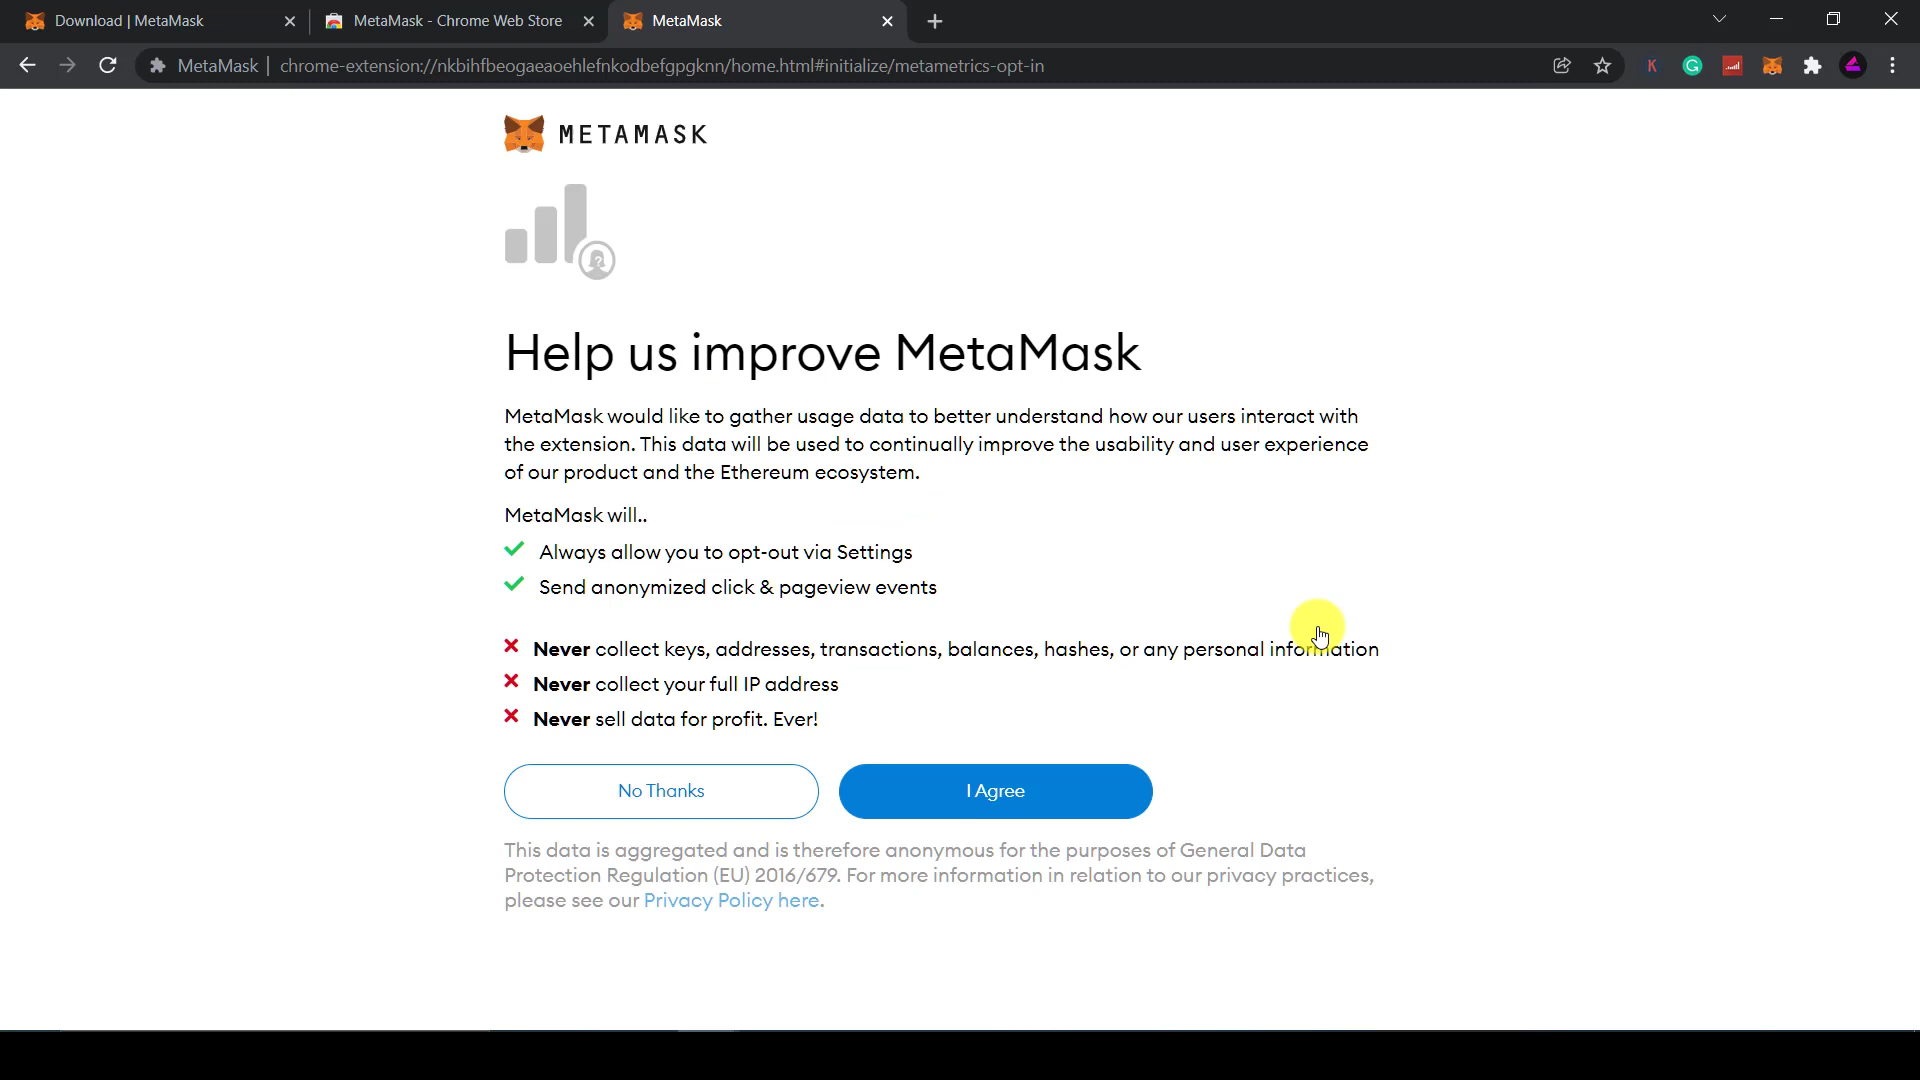 Download | MetaMask
MetaMask - Chrome Web Store
MetaMask
MetaMask | chrome-extension://nkbihfbeogaeaoehlefnkodbefgpgknn/home.html#initialize/metametrics-opt-in
METAMASK
Help us improve MetaMask
MetaMask would like to gather usage data to better understand how our users interact with
the extension. This data will be used to continually improve the usability and user experience
of our product and the Ethereum ecosystem.
MetaMask will..
Always allow you to opt-out via Settings
Send anonymized click & pageview events
Never collect keys, addresses, transactions, balances, hashes, or any personal information
Never collect your full IP address
Never sell data for profit. Ever!
No Thanks
I Agree
This data is aggregated and is therefore anonymous for the purposes of General Data
Protection Regulation (EU) 2016/679. For more information in relation to our privacy practices,
please see our Privacy Policy here.